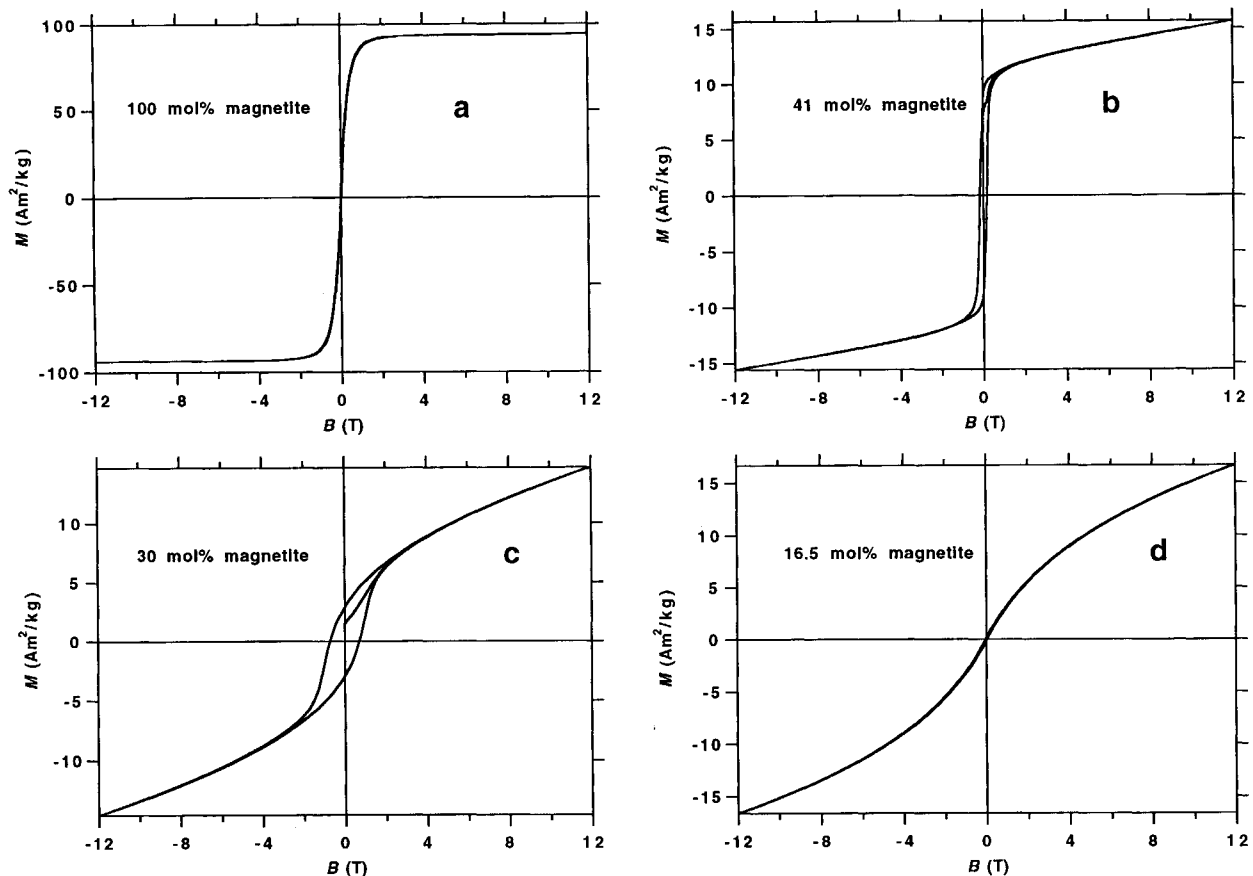 100
50
0
-50
-100
M (Am²/kg)
100 mol% magnetite
a
-12 -8 -4 0 4 8 12
B (T)
15
10
5
0
-5
-10
-15
M (Am²/kg)
41 mol% magnetite
b
-12 -8 -4 0 4 8 12
B (T)
10
5
0
-5
-10
M (Am²/kg)
30 mol% magnetite
c
-12 -8 -4 0 4 8 12
B (T)
15
10
5
0
-5
-10
-15
M (Am²/kg)
16.5 mol% magnetite
d
-12 -8 -4 0 4 8 12
B (T)